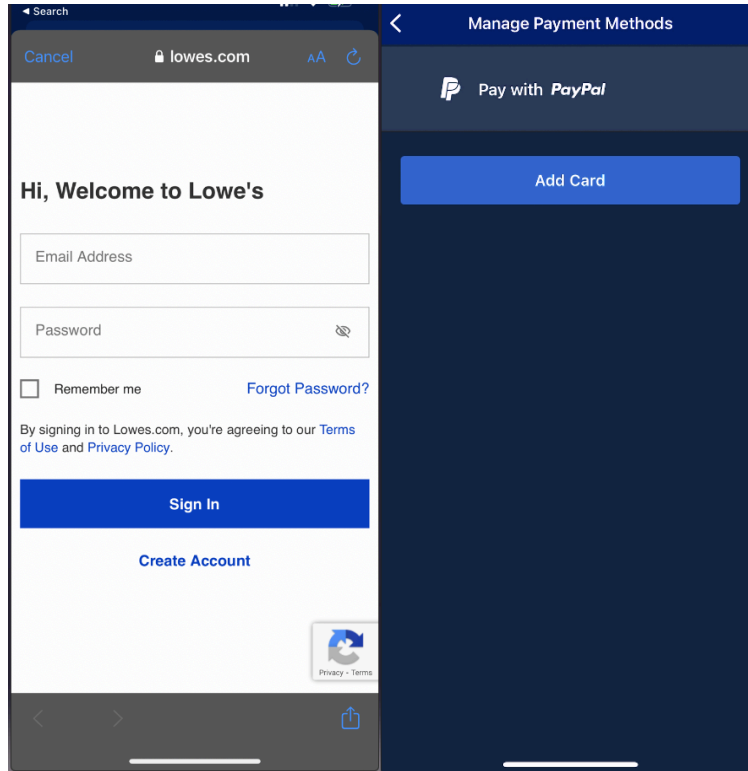 ◄ Search
Cancel
lowes.com
AA
Hi, Welcome to Lowe's
Email Address
Password
Remember me
Forgot Password?
By signing in to Lowes.com, you're agreeing to our Terms
of Use and Privacy Policy.
Sign In
Create Account
Privacy - Terms
Manage Payment Methods
Pay with PayPal
Add Card